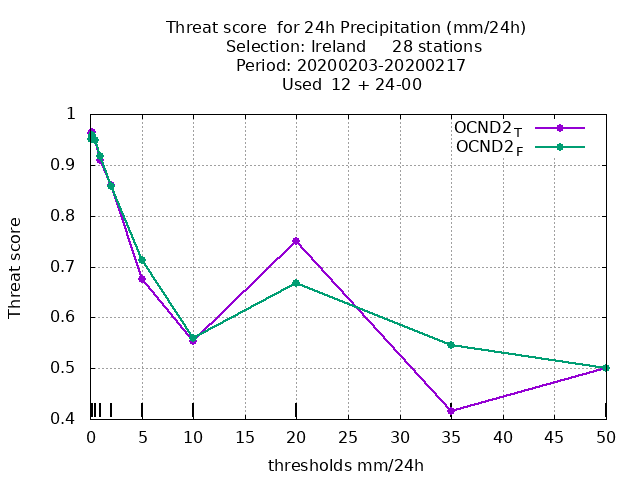 Threat score  for 24h Precipitation (mm/24h)
Selection: Ireland     28 stations
Period: 20200203-20200217
Used  12 + 24-00
OCND2T
OCND2F
Threat score
1
0.9
0.8
0.7
0.6
0.5
0.4
0 5 10 15 20 25 30 35 40 45 50
thresholds mm/24h